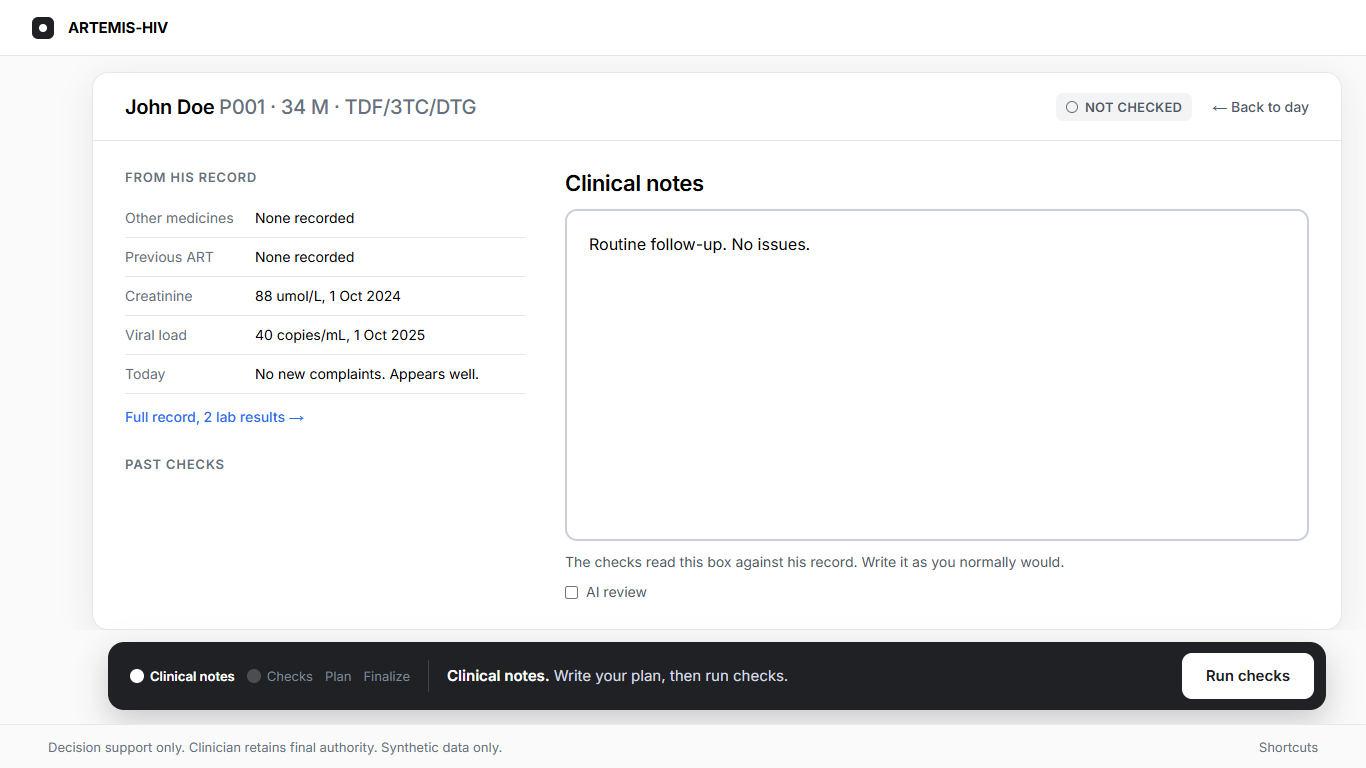 ARTEMIS-HIV
John Doe P001 · 34 M · TDF/3TC/DTG
NOT CHECKED
← Back to day
FROM HIS RECORD
Other medicines None recorded
Previous ART None recorded
Creatinine 88 umol/L, 1 Oct 2024
Viral load 40 copies/mL, 1 Oct 2025
Today No new complaints. Appears well.
Full record, 2 lab results →
PAST CHECKS
Clinical notes
Routine follow-up. No issues.
The checks read this box against his record. Write it as you normally would.
AI review
Clinical notes Checks Plan Finalize
Clinical notes. Write your plan, then run checks.
Run checks
Decision support only. Clinician retains final authority. Synthetic data only.
Shortcuts